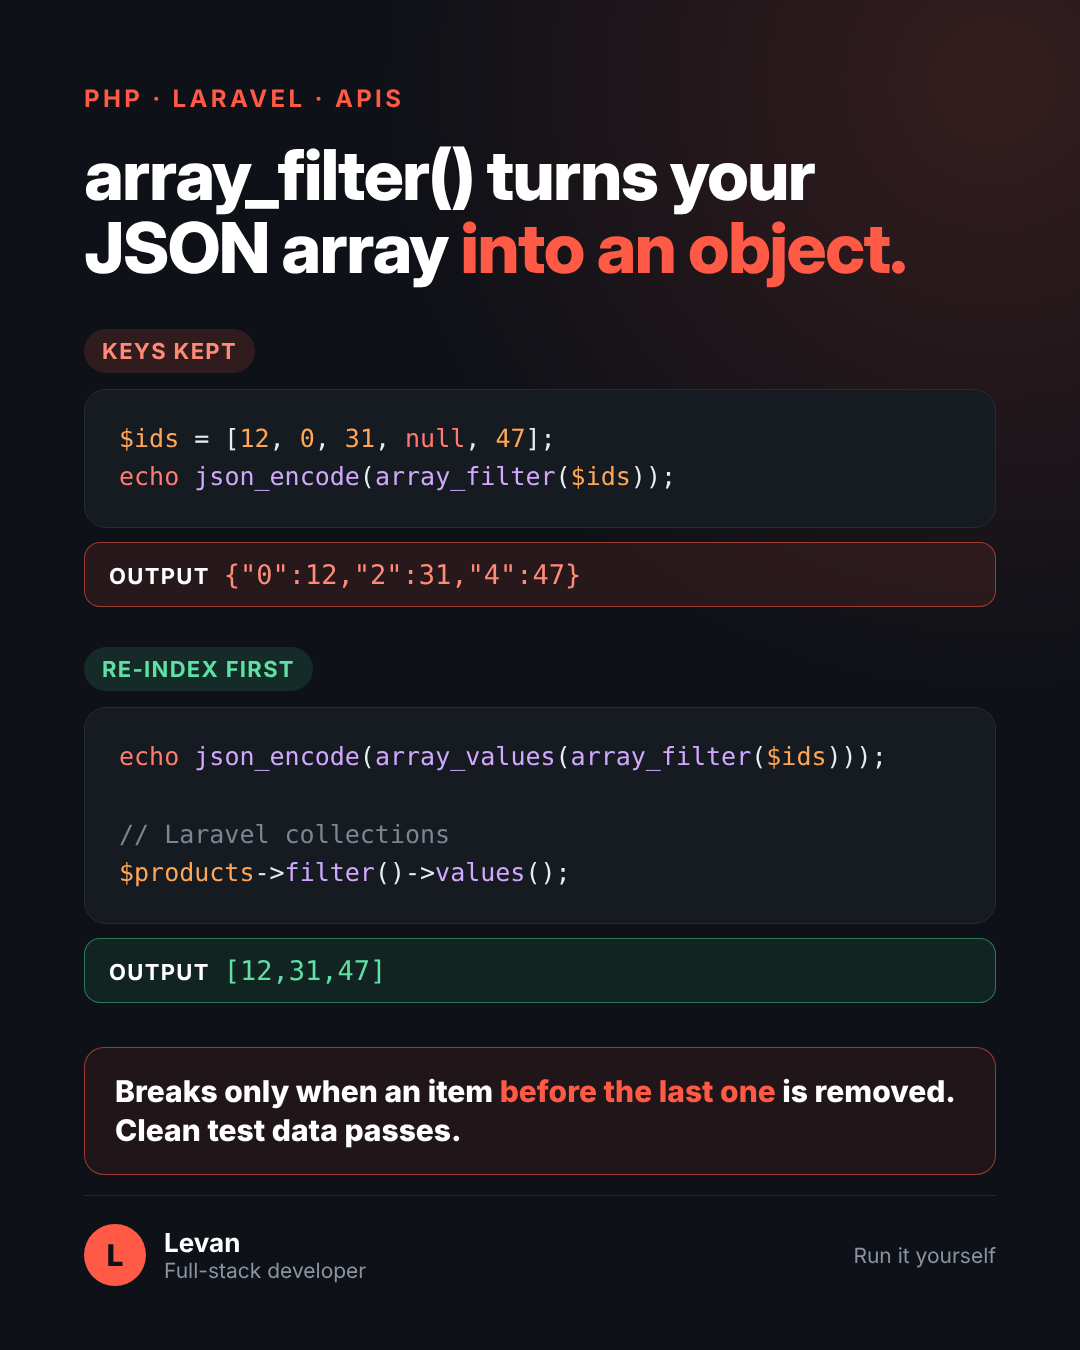 PHP · LARAVEL · APIS
array_filter() turns your
JSON array into an object.
KEYS KEPT
$ids = [12, 0, 31, null, 47];
echo json_encode(array_filter($ids));
OUTPUT {"0":12,"2":31,"4":47}
RE-INDEX FIRST
echo json_encode(array_values(array_filter($ids)));
// Laravel collections
$products->filter()->values();
OUTPUT [12,31,47]
Breaks only when an item before the last one is removed.
Clean test data passes.
L
Levan
Full-stack developer
Run it yourself